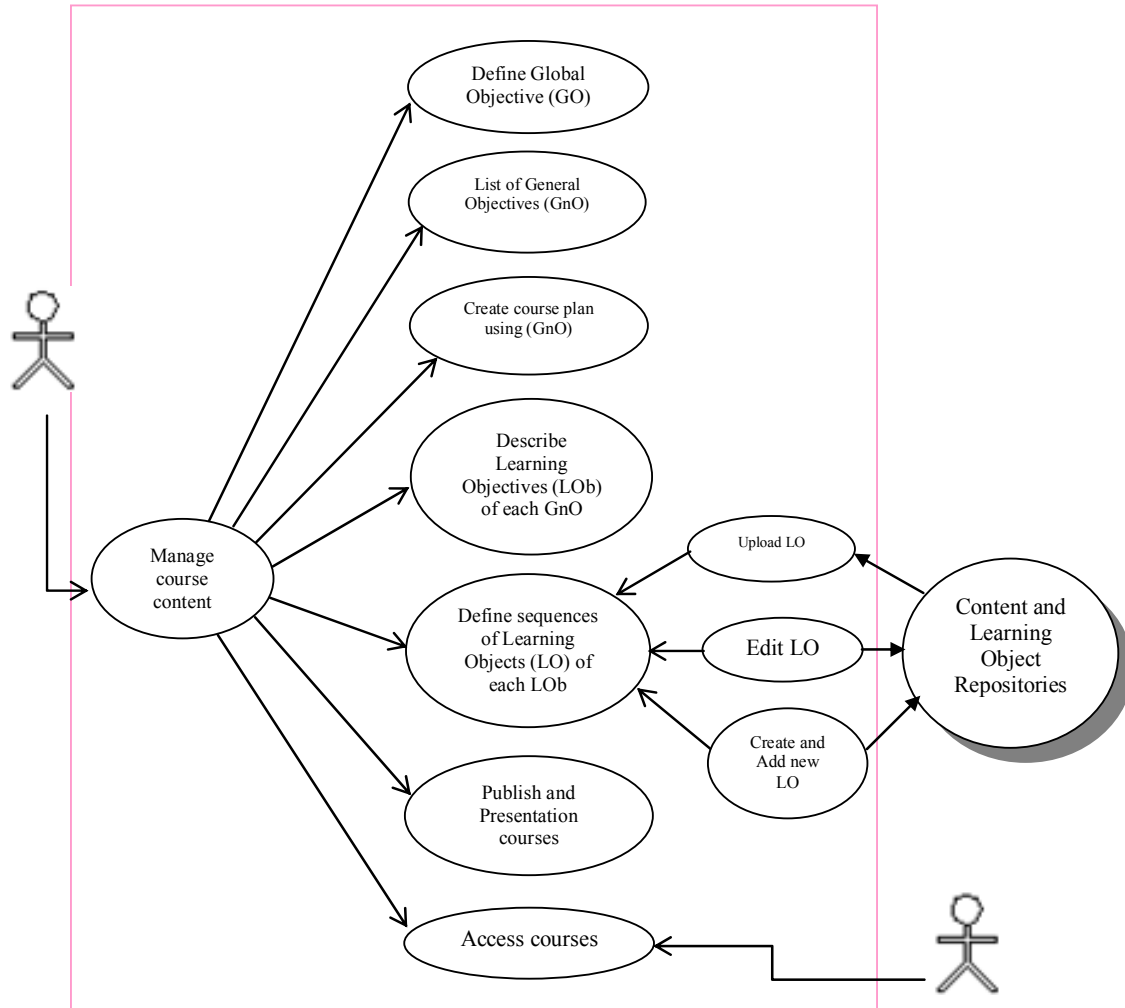 Define Global
Objective (GO)
List of General
Objectives (GnO)
Create course plan
using (GnO)
Describe
Learning
Objectives (LOb)
of each GnO
Manage
course
content
Upload LO
Define sequences
of Learning
Objects (LO) of
each LOb
Edit LO
Content and
Learning
Object
Repositories
Create and
Add new
LO
Publish and
Presentation
courses
Access courses